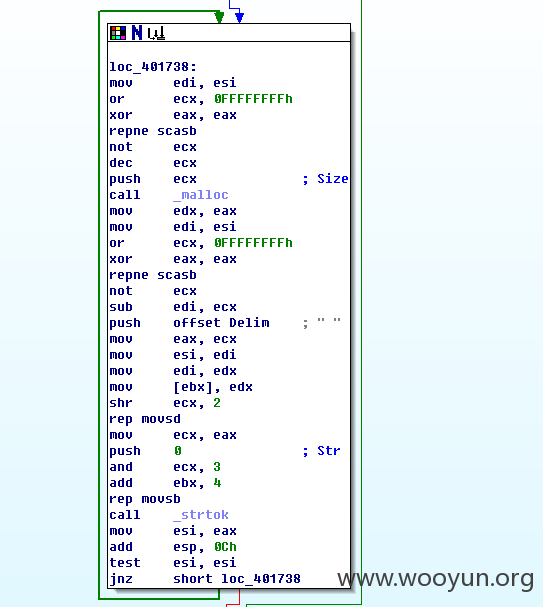 loc_401738:
mov edi, esi
or ecx, 0FFFFFFFFh
xor eax, eax
repne scasb
not ecx
dec ecx
push ecx ; Size
call _malloc
mov edx, eax
mov edi, esi
or ecx, 0FFFFFFFFh
xor eax, eax
repne scasb
not ecx
sub edi, ecx
push offset Delim ; " "
mov eax, ecx
mov esi, edi
mov edi, edx
mov [ebx], edx
shr ecx, 2
rep movsd
mov ecx, eax
push 0 ; Str
and ecx, 3
add ebx, 4
rep movsb
call _strtok
mov esi, eax
add esp, 0Ch
test esi, esi
jnz short loc_401738
www.wooyun.org